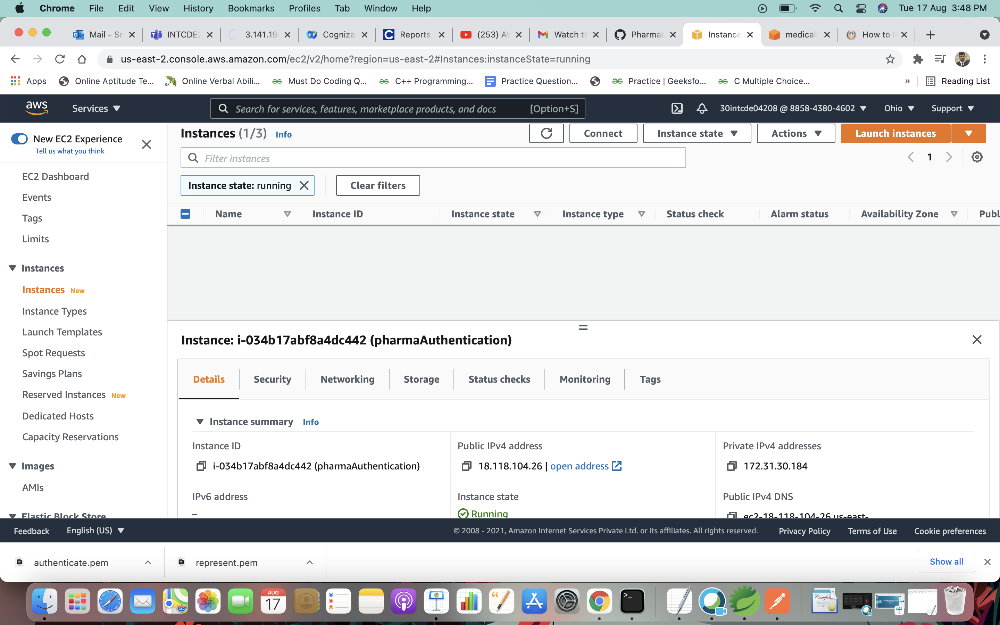 Chrome File Edit View History Bookmarks Profiles Tab Window Help Tue 17 Aug 3:48 PM
Mail - Sr INTCDE2 3.141.19 Cogniza Reports (253) AW Watch th Pharmac Instance medicalr How to
us-east-2.console.aws.amazon.com/ec2/v2/home?region=us-east-2#Instances:instanceState=running
Apps Online Aptitude Te... Online Verbal Abili... Must Do Coding Q... C++ Programming... Practice Question... Practice | Geeksfo... C Multiple Choice... » Reading List
aws Services Search for services, features, marketplace products, and docs [Option+S] 30intcde04208 @ 8858-4380-4602 Ohio Support
New EC2 Experience
Tell us what you think
EC2 Dashboard
Events
Tags
Limits
Instances
Instances New
Instance Types
Launch Templates
Spot Requests
Savings Plans
Reserved Instances New
Dedicated Hosts
Capacity Reservations
Images
AMIs
Elastic Block Store
Instances (1/3) Info Connect Instance state Actions Launch instances
Filter instances 1
Instance state: running Clear filters
Name Instance ID Instance state Instance type Status check Alarm status Availability Zone Publ
Instance: i-034b17abf8a4dc442 (pharmaAuthentication)
Details Security Networking Storage Status checks Monitoring Tags
Instance summary Info
Instance ID Public IPv4 address Private IPv4 addresses
i-034b17abf8a4dc442 (pharmaAuthentication) 18.118.104.26 | open address 172.31.30.184
IPv6 address Instance state Public IPv4 DNS
– Running ec2-18-118-104-26.us-east-
Feedback English (US) © 2008 - 2021, Amazon Internet Services Private Ltd. or its affiliates. All rights reserved. Privacy Policy Terms of Use Cookie preferences
authenticate.pem represent.pem Show all
AUG
17
280